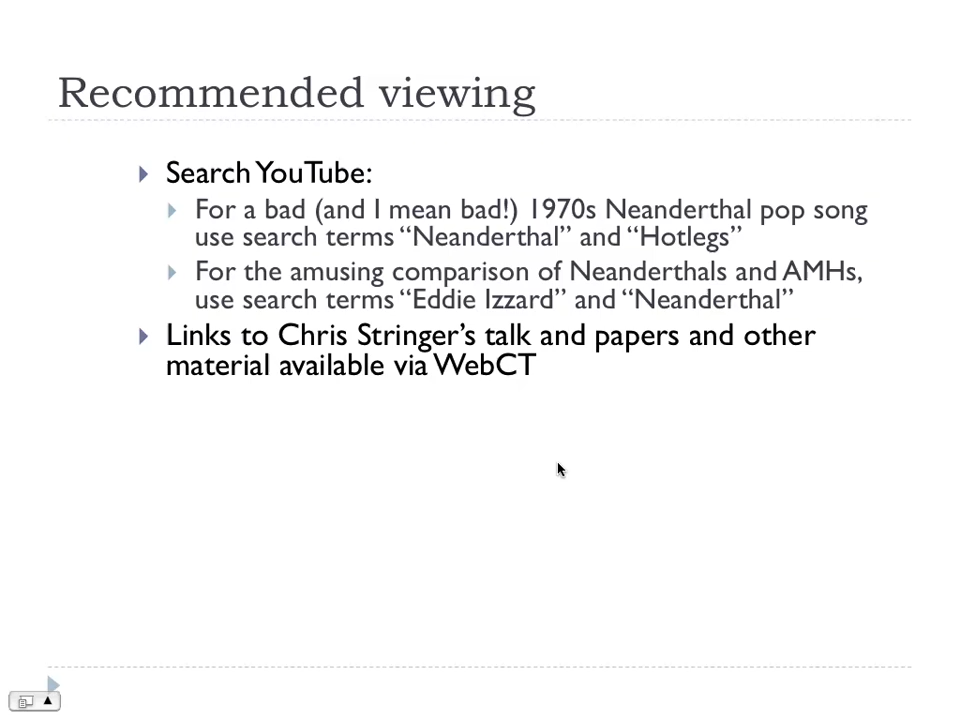 Recommended viewing
Search YouTube:
For a bad (and I mean bad!) 1970s Neanderthal pop song
use search terms “Neanderthal” and “Hotlegs”
For the amusing comparison of Neanderthals and AMHs,
use search terms “Eddie Izzard” and “Neanderthal”
Links to Chris Stringer’s talk and papers and other
material available via WebCT